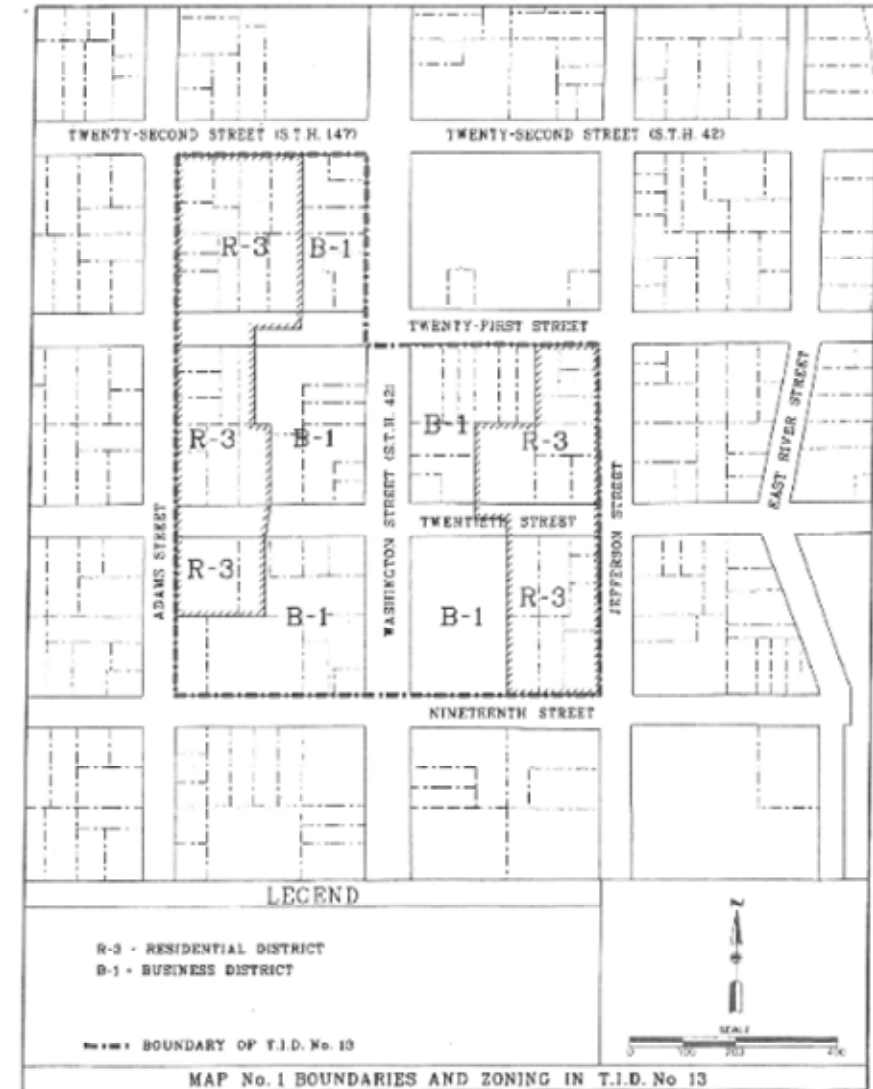 TWENTY-SECOND STREET (S.T.H. 147)
TWENTY-SECOND STREET (S.T.H. 42)
R-3
B-1
TWENTY-FIRST STREET
R-3
B-1
B-1
R-3
WASHINGTON STREET (S.T.H. 42)
EAST RIVER STREET
TWENTIETH STREET
JEFFERSON STREET
ADAMS STREET
R-3
B-1
B-1
R-3
NINETEENTH STREET
LEGEND
R-3 - RESIDENTIAL DISTRICT
B-1 - BUSINESS DISTRICT
BOUNDARY OF T.I.D. No. 13
N
SCALE
0 100 200 400
MAP No. 1 BOUNDARIES AND ZONING IN T.I.D. No 13